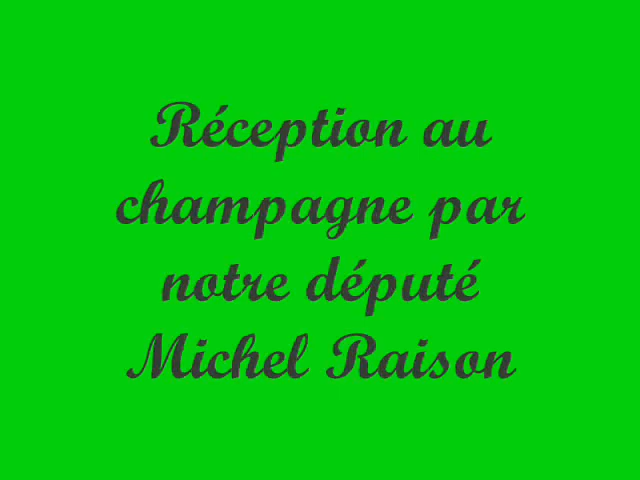 Réception au
champagne par
notre député
Michel Raison